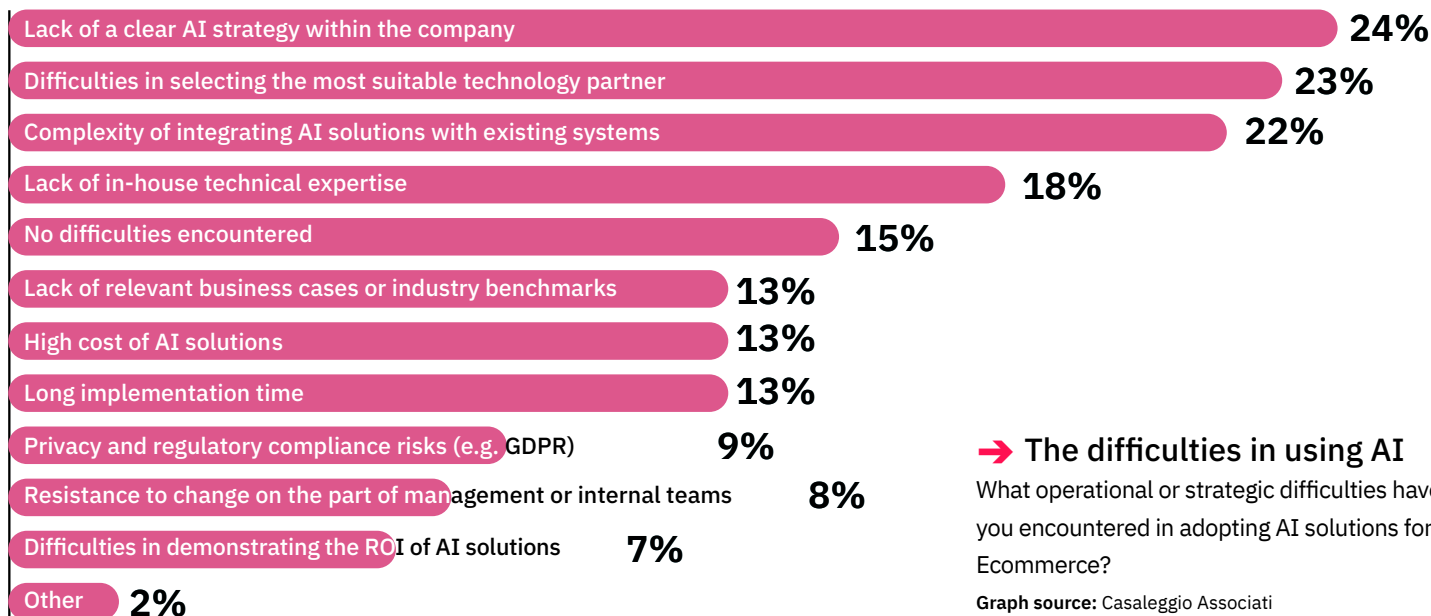 Lack of a clear AI strategy within the company 24%
Difficulties in selecting the most suitable technology partner 23%
Complexity of integrating AI solutions with existing systems 22%
Lack of in-house technical expertise 18%
No difficulties encountered 15%
Lack of relevant business cases or industry benchmarks 13%
High cost of AI solutions 13%
Long implementation time 13%
Privacy and regulatory compliance risks (e.g. GDPR) 9%
Resistance to change on the part of management or internal teams 8%
Difficulties in demonstrating the ROI of AI solutions 7%
Other 2%
➔ The difficulties in using AI
What operational or strategic difficulties have
you encountered in adopting AI solutions for
Ecommerce?
Graph source: Casaleggio Associati